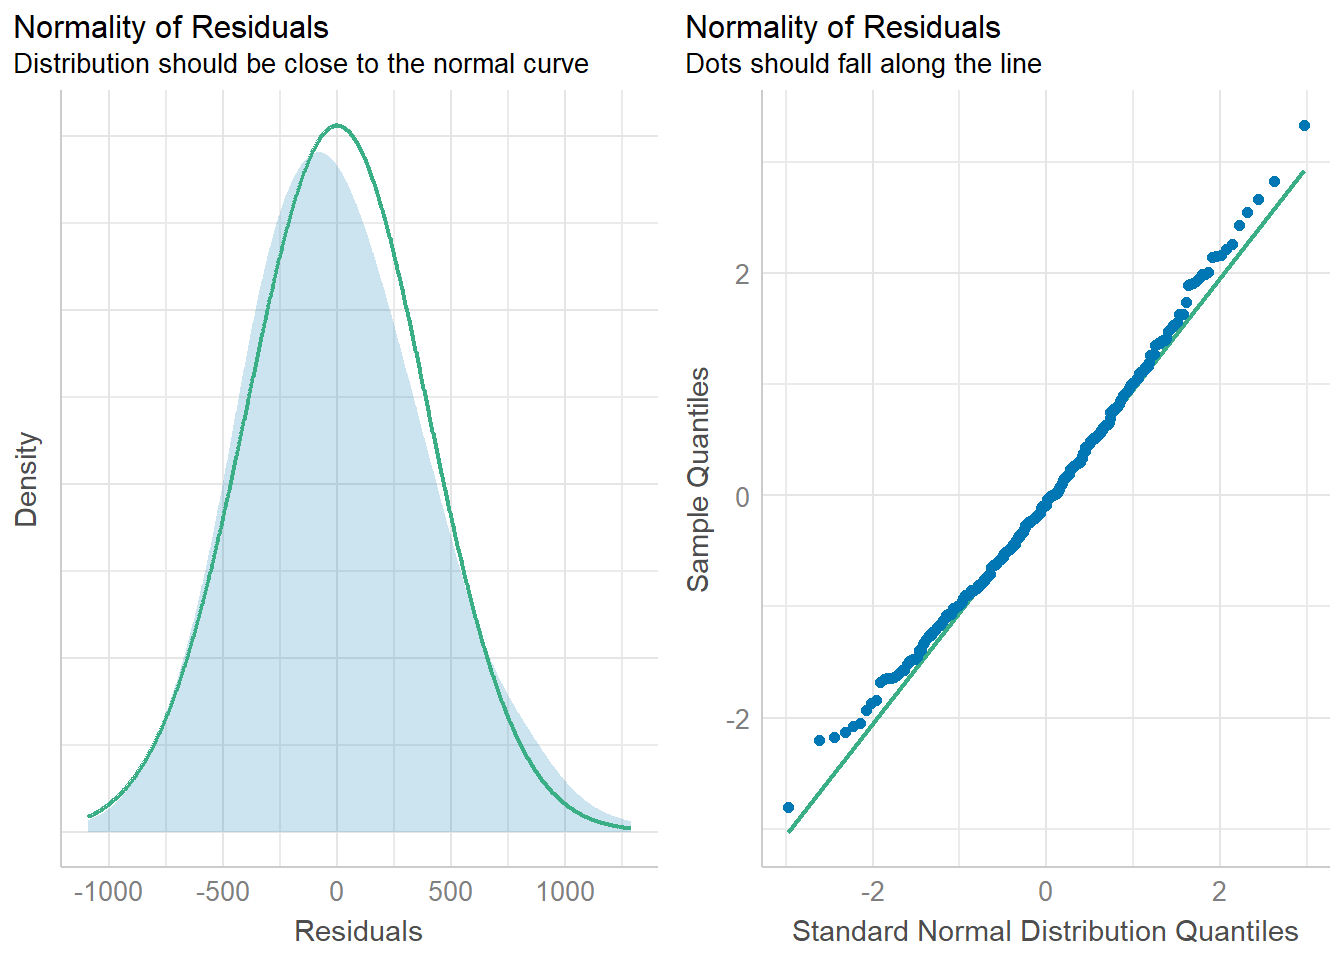 Normality of Residuals
Distribution should be close to the normal curve
Density
-1000 -500 0 500 1000
Residuals
Normality of Residuals
Dots should fall along the line
Sample Quantiles
2
0
-2
-2 0 2
Standard Normal Distribution Quantiles